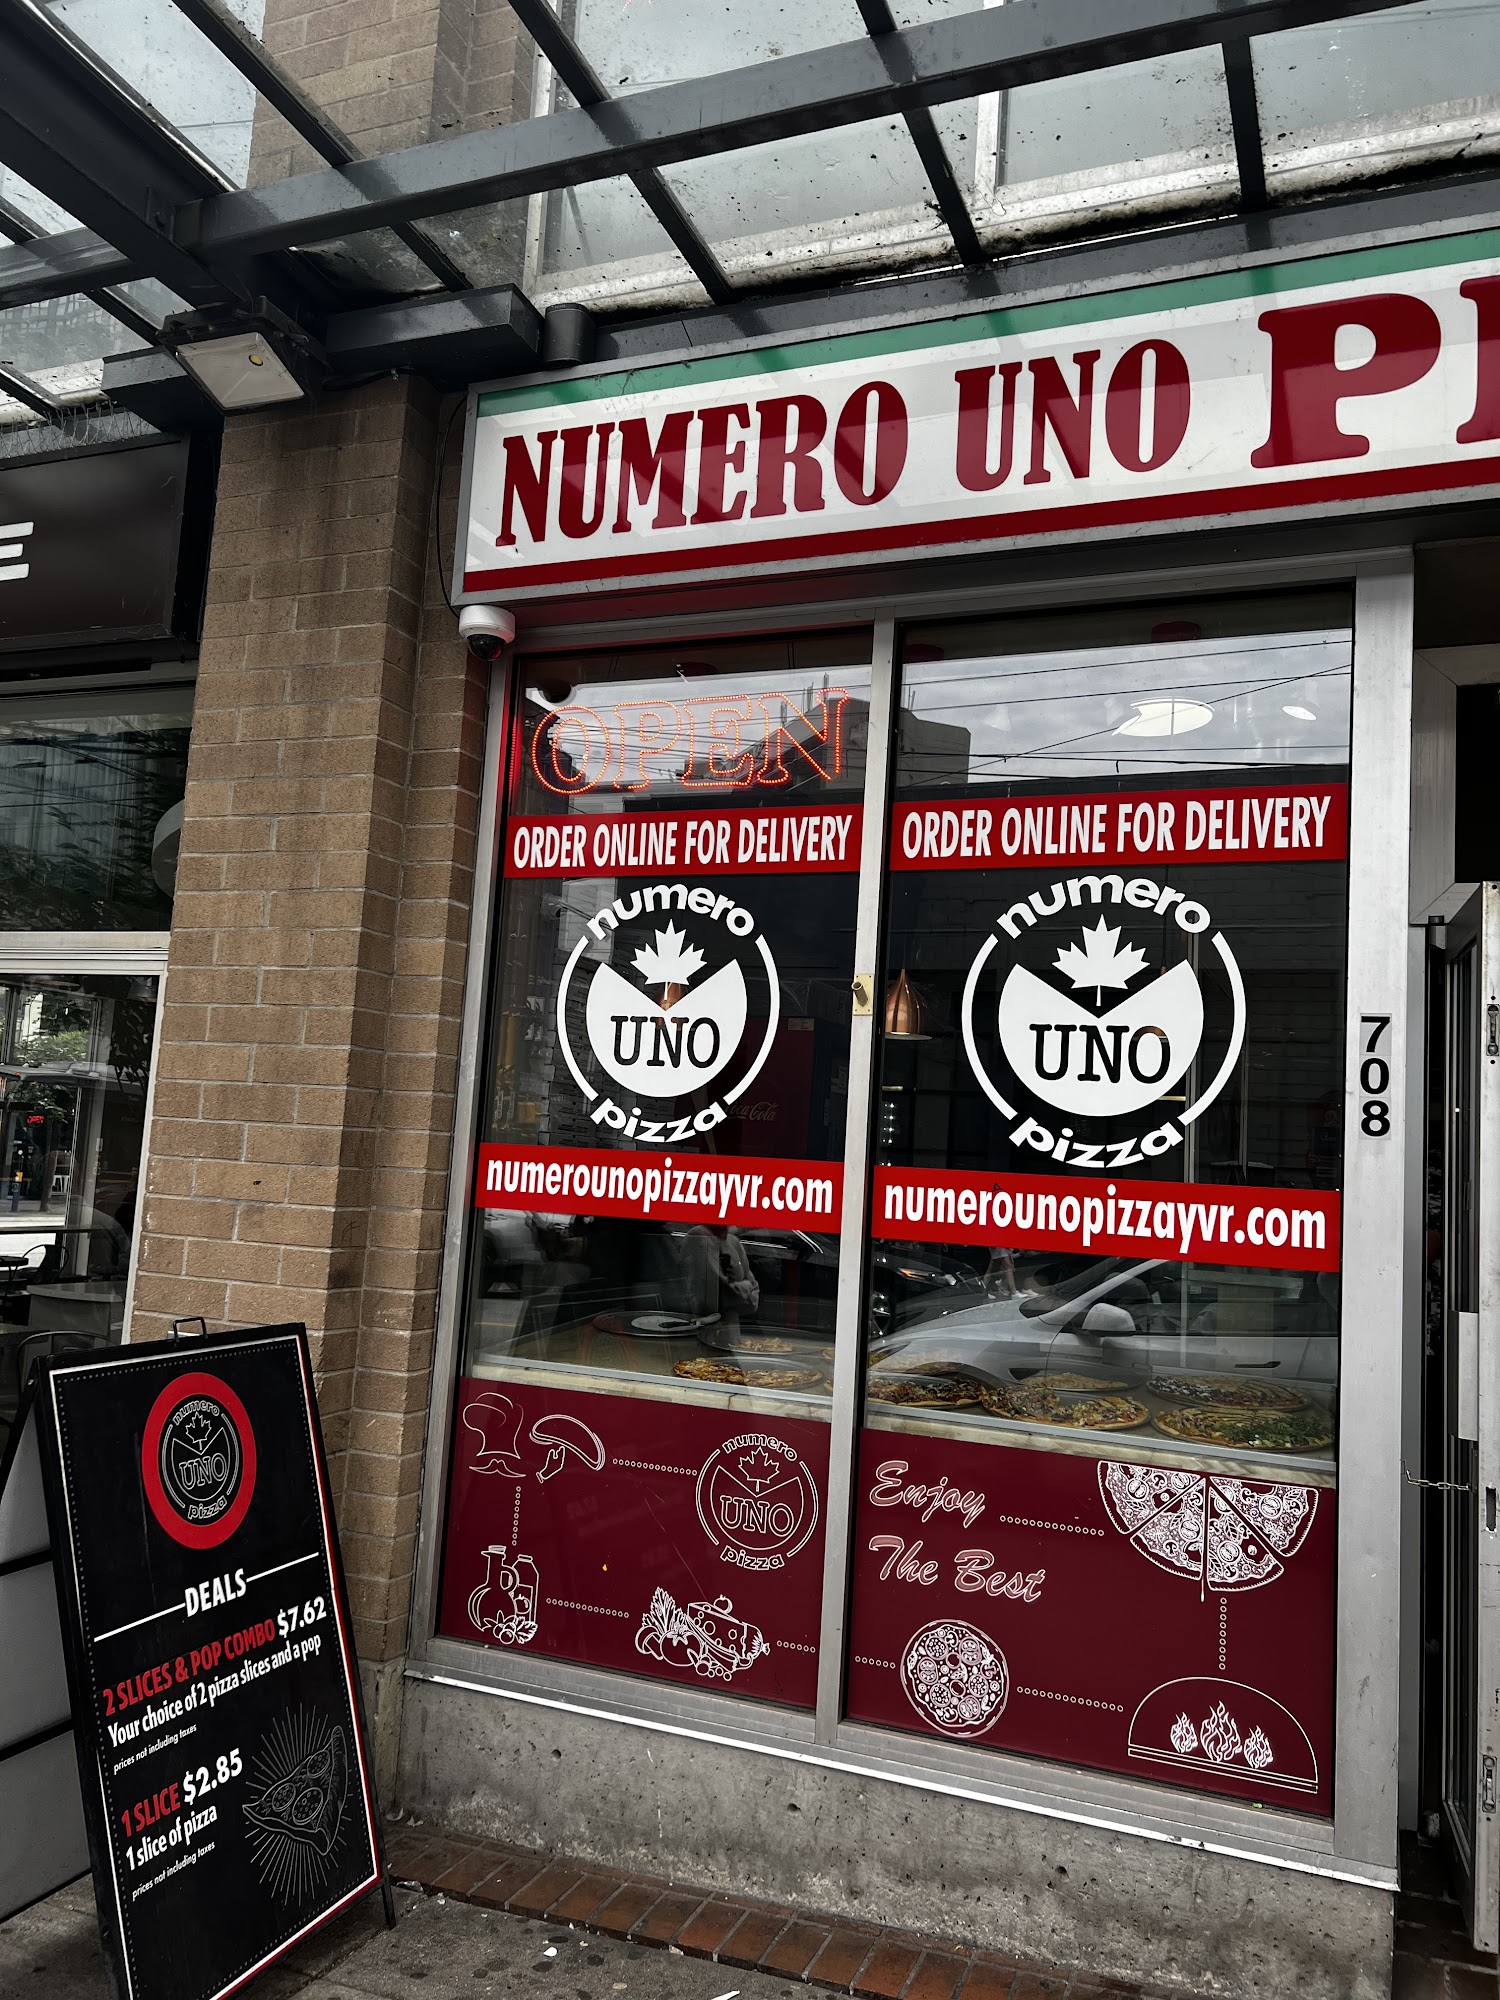 NUMERO UNO
E
OPEN
ORDER ONLINE FOR DELIVERY
ORDER ONLINE FOR DELIVERY
numero
UNO
pizza
numero
UNO
pizza
708
Coca-Cola
numerounopizzayvr.com
numerounopizzayvr.com
numero
UNO
pizza
Enjoy
The Best
numero
UNO
pizza
DEALS
2 SLICES & POP COMBO $7.62
Your choice of 2 pizza slices and a pop
prices not including taxes
1 SLICE $2.85
1 slice of pizza
prices not including taxes